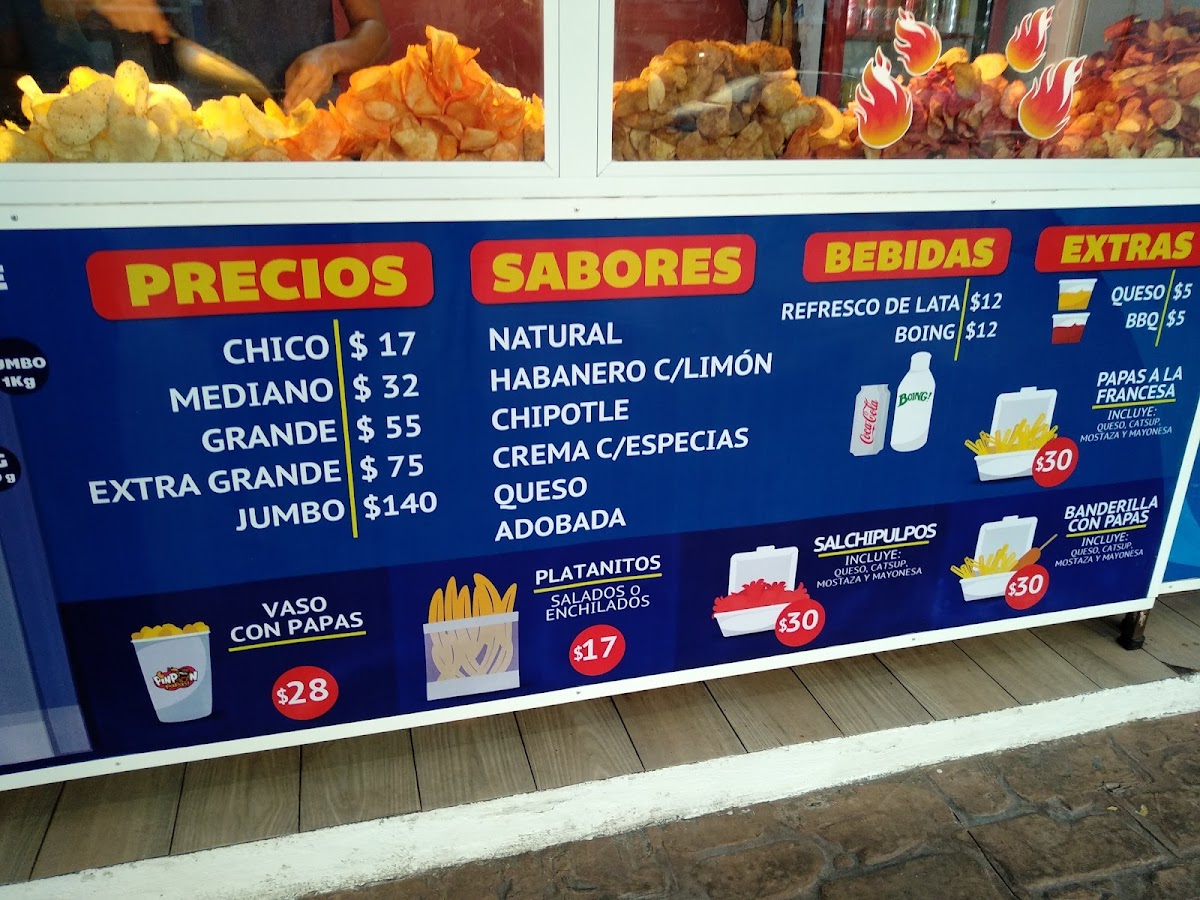 PRECIOS
CHICO $ 17
MEDIANO $ 32
GRANDE $ 55
EXTRA GRANDE $ 75
JUMBO $140
SABORES
NATURAL
HABANERO C/LIMÓN
CHIPOTLE
CREMA C/ESPECIAS
QUESO
ADOBADA
BEBIDAS
REFRESCO DE LATA $12
BOING $12
Coca-Cola
BOING!
EXTRAS
QUESO $5
BBQ $5
PAPAS A LA
FRANCESA
INCLUYE:
QUESO, CATSUP,
MOSTAZA Y MAYONESA
$30
1Kg
VASO
CON PAPAS
PINPON
$28
PLATANITOS
SALADOS O
ENCHILADOS
$17
SALCHIPULPOS
INCLUYE:
QUESO, CATSUP,
MOSTAZA Y MAYONESA
$30
BANDERILLA
CON PAPAS
INCLUYE:
QUESO, CATSUP,
MOSTAZA Y MAYONESA
$30